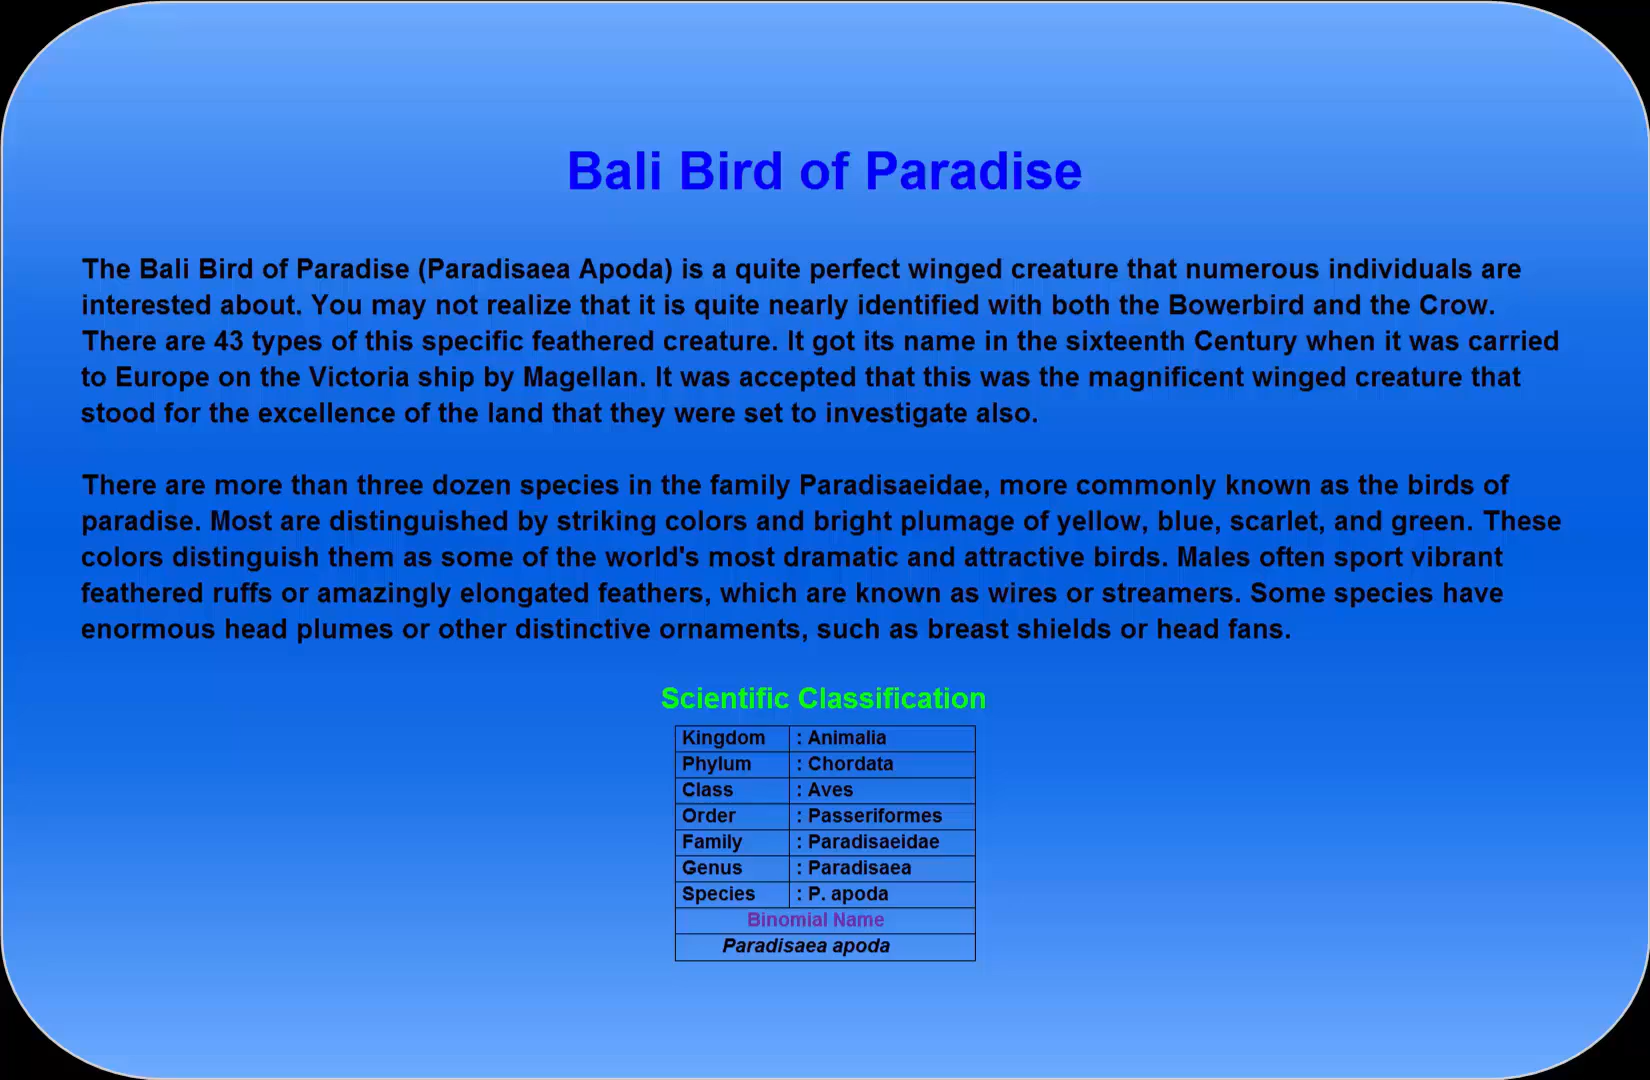 Bali Bird of Paradise
The Bali Bird of Paradise (Paradisaea Apoda) is a quite perfect winged creature that numerous individuals are
interested about. You may not realize that it is quite nearly identified with both the Bowerbird and the Crow.
There are 43 types of this specific feathered creature. It got its name in the sixteenth Century when it was carried
to Europe on the Victoria ship by Magellan. It was accepted that this was the magnificent winged creature that
stood for the excellence of the land that they were set to investigate also.
There are more than three dozen species in the family Paradisaeidae, more commonly known as the birds of
paradise. Most are distinguished by striking colors and bright plumage of yellow, blue, scarlet, and green. These
colors distinguish them as some of the world's most dramatic and attractive birds. Males often sport vibrant
feathered ruffs or amazingly elongated feathers, which are known as wires or streamers. Some species have
enormous head plumes or other distinctive ornaments, such as breast shields or head fans.
Scientific Classification
Kingdom : Animalia
Phylum : Chordata
Class : Aves
Order : Passeriformes
Family : Paradisaeidae
Genus : Paradisaea
Species : P. apoda
Binomial Name
Paradisaea apoda